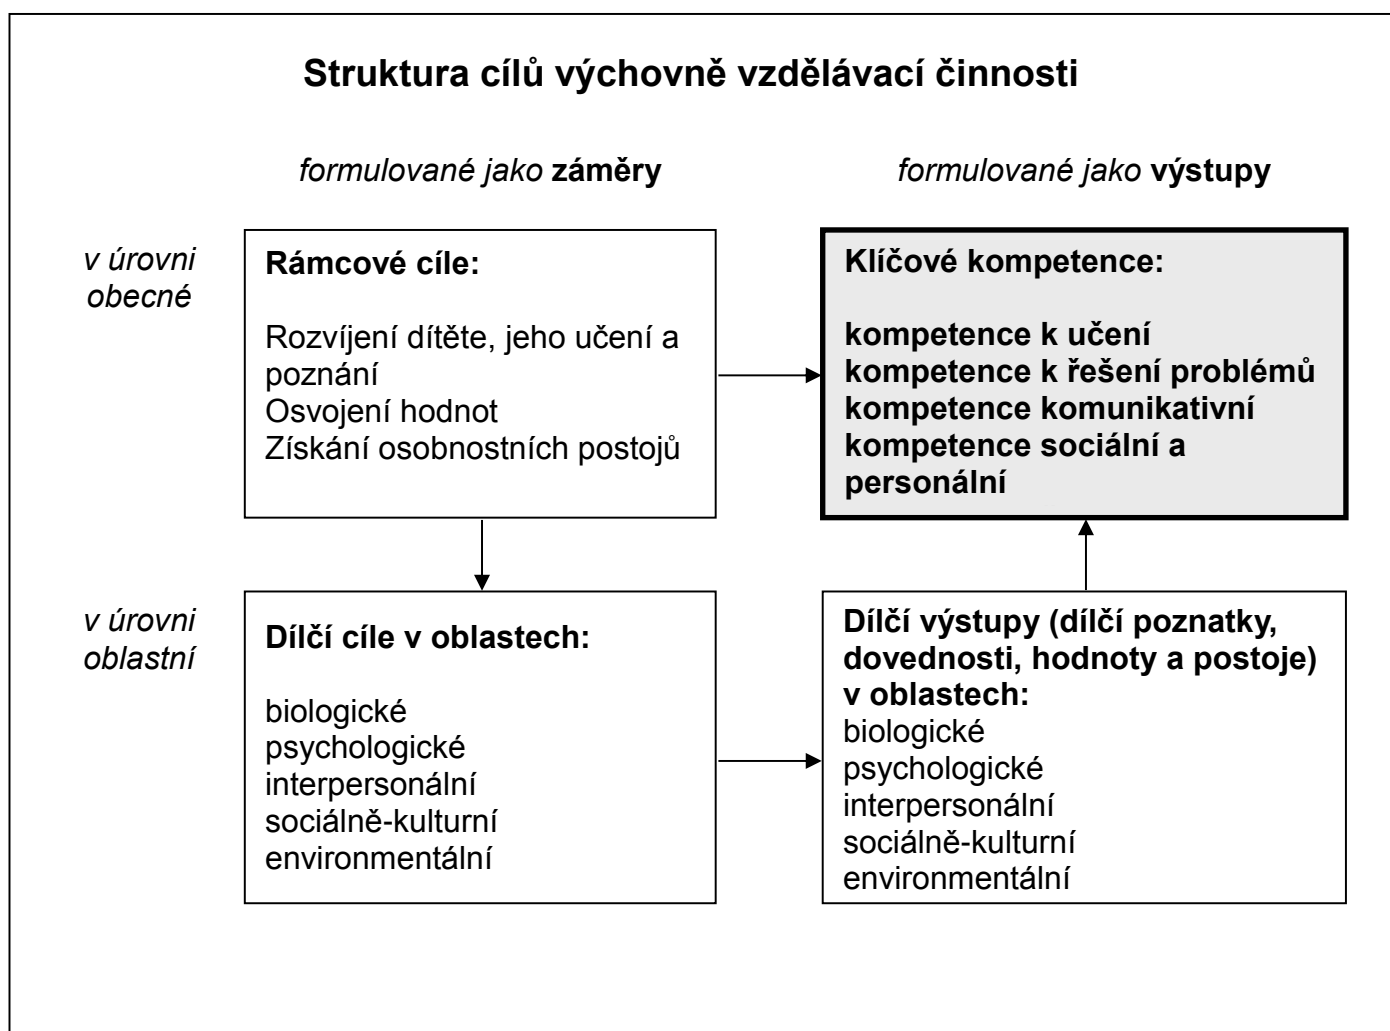 Struktura cílů výchovně vzdělávací činnosti
formulované jako záměry
formulované jako výstupy
v úrovni
obecné
Rámcové cíle:
Rozvíjení dítěte, jeho učení a
poznání
Osvojení hodnot
Získání osobnostních postojů
Klíčové kompetence:
kompetence k učení
kompetence k řešení problémů
kompetence komunikativní
kompetence sociální a
personální
v úrovni
oblastní
Dílčí cíle v oblastech:
biologické
psychologické
interpersonální
sociálně-kulturní
environmentální
Dílčí výstupy (dílčí poznatky,
dovednosti, hodnoty a postoje)
v oblastech:
biologické
psychologické
interpersonální
sociálně-kulturní
environmentální